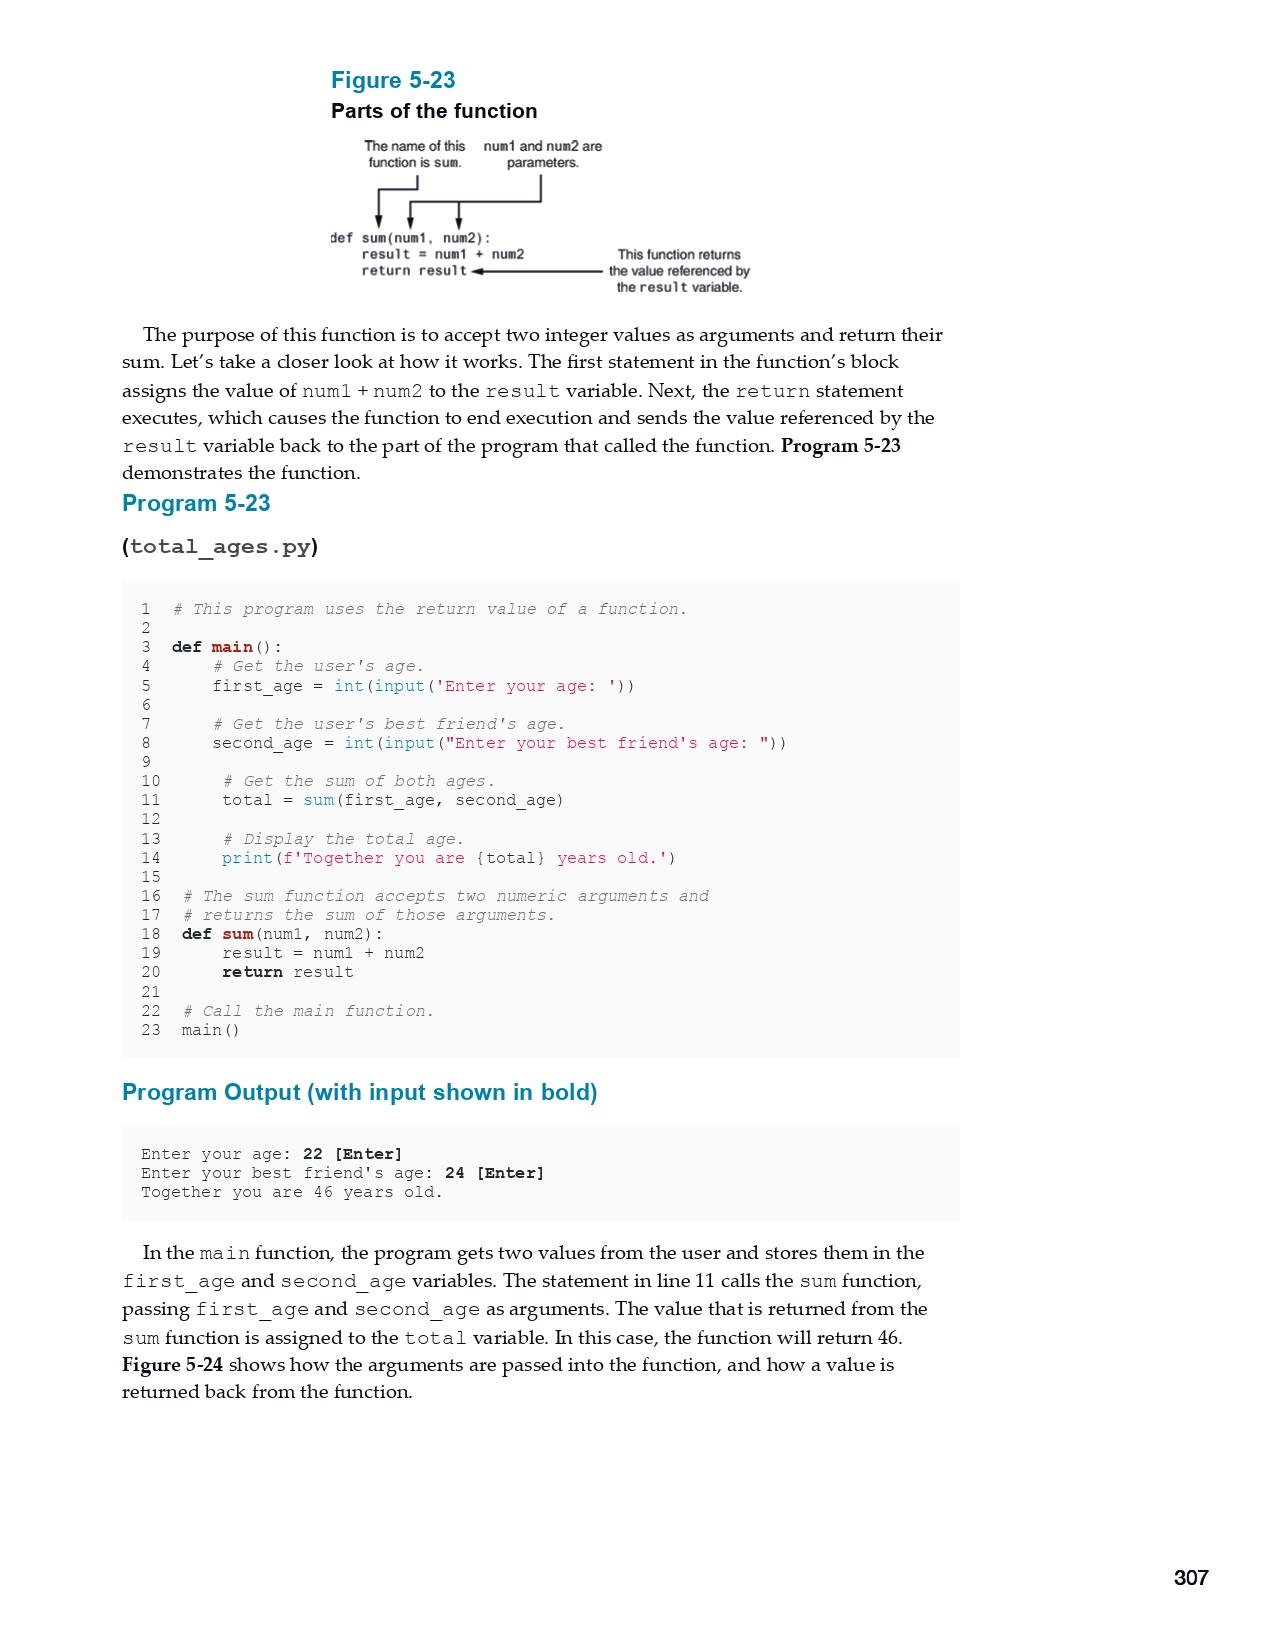 Figure 5-23
Parts of the function
The name of this function is sum.
num1 and num2 are parameters.
def sum(num1, num2):
    result = num1 + num2
    return result
This function returns
the value referenced by
the result variable.
The purpose of this function is to accept two integer values as arguments and return their
sum. Let’s take a closer look at how it works. The first statement in the function’s block
assigns the value of num1 + num2 to the result variable. Next, the return statement
executes, which causes the function to end execution and sends the value referenced by the
result variable back to the part of the program that called the function. Program 5-23
demonstrates the function.
Program 5-23
(total_ages.py)
1  # This program uses the return value of a function.
2
3  def main():
4      # Get the user's age.
5      first_age = int(input('Enter your age: '))
6
7      # Get the user's best friend's age.
8      second_age = int(input("Enter your best friend's age: "))
9
10      # Get the sum of both ages.
11      total = sum(first_age, second_age)
12
13      # Display the total age.
14      print(f'Together you are {total} years old.')
15
16  # The sum function accepts two numeric arguments and
17  # returns the sum of those arguments.
18  def sum(num1, num2):
19      result = num1 + num2
20      return result
21
22  # Call the main function.
23  main()
Program Output (with input shown in bold)
Enter your age: 22 [Enter]
Enter your best friend's age: 24 [Enter]
Together you are 46 years old.
In the main function, the program gets two values from the user and stores them in the
first_age and second_age variables. The statement in line 11 calls the sum function,
passing first_age and second_age as arguments. The value that is returned from the
sum function is assigned to the total variable. In this case, the function will return 46.
Figure 5-24 shows how the arguments are passed into the function, and how a value is
returned back from the function.
307